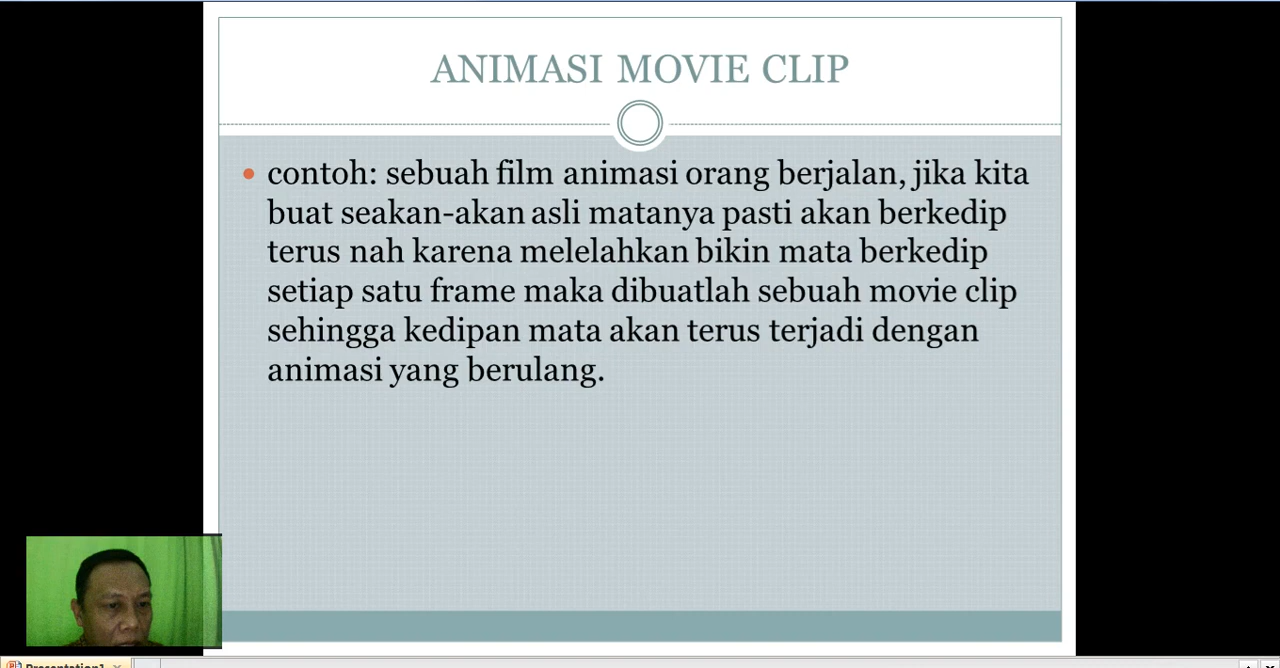 ANIMASI MOVIE CLIP
contoh: sebuah film animasi orang berjalan, jika kita
buat seakan-akan asli matanya pasti akan berkedip
terus nah karena melelahkan bikin mata berkedip
setiap satu frame maka dibuatlah sebuah movie clip
sehingga kedipan mata akan terus terjadi dengan
animasi yang berulang.
Presentation1